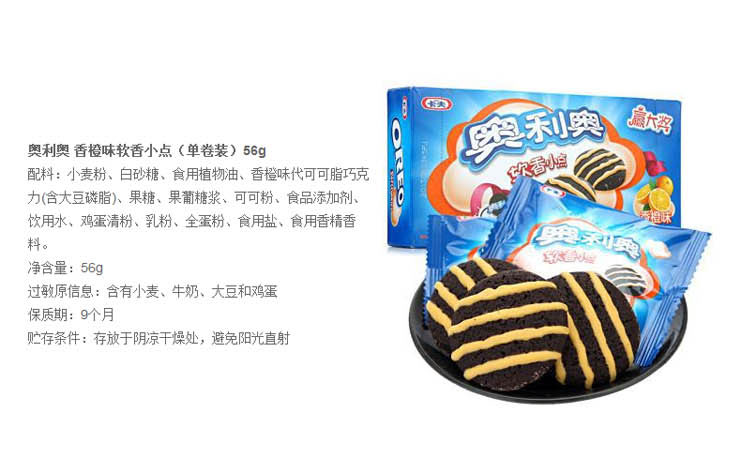 奥利奥 香橙味软香小点（单卷装）56g
配料：小麦粉、白砂糖、食用植物油、香橙味代可可脂巧克
力(含大豆磷脂)、果糖、果葡糖浆、可可粉、食品添加剂、
饮用水、鸡蛋清粉、乳粉、全蛋粉、食用盐、食用香精香
料。
净含量：56g
过敏原信息：含有小麦、牛奶、大豆和鸡蛋
保质期：9个月
贮存条件：存放于阴凉干燥处，避免阳光直射
卡夫
赢大奖
奥利奥
软香小点
OREO
香橙味
奥利奥
软香小点